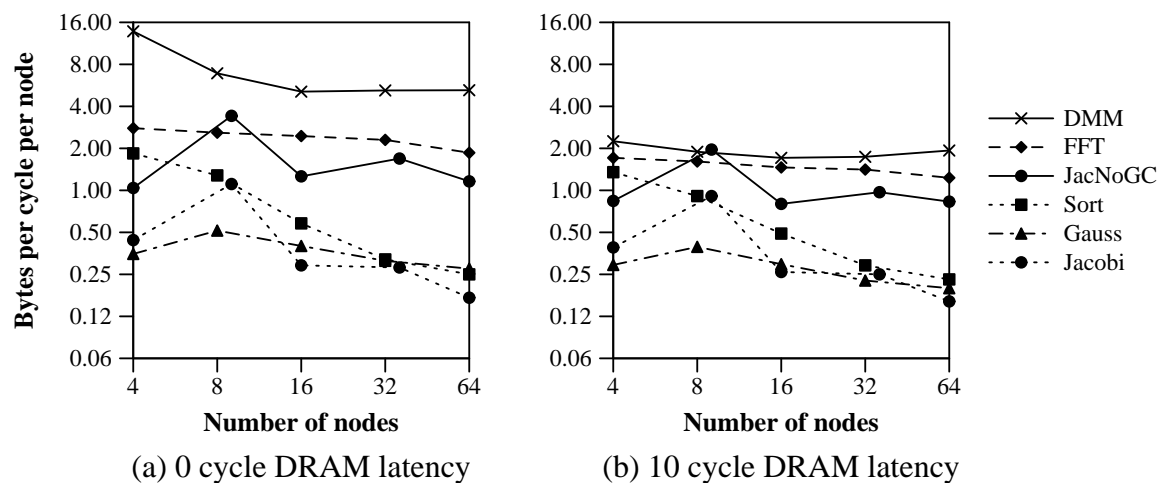 Bytes per cycle per node
16.00
8.00
4.00
2.00
1.00
0.50
0.25
0.12
0.06
4 8 16 32 64
Number of nodes
(a) 0 cycle DRAM latency
16.00
8.00
4.00
2.00
1.00
0.50
0.25
0.12
0.06
4 8 16 32 64
Number of nodes
(b) 10 cycle DRAM latency
DMM
FFT
JacNoGC
Sort
Gauss
Jacobi